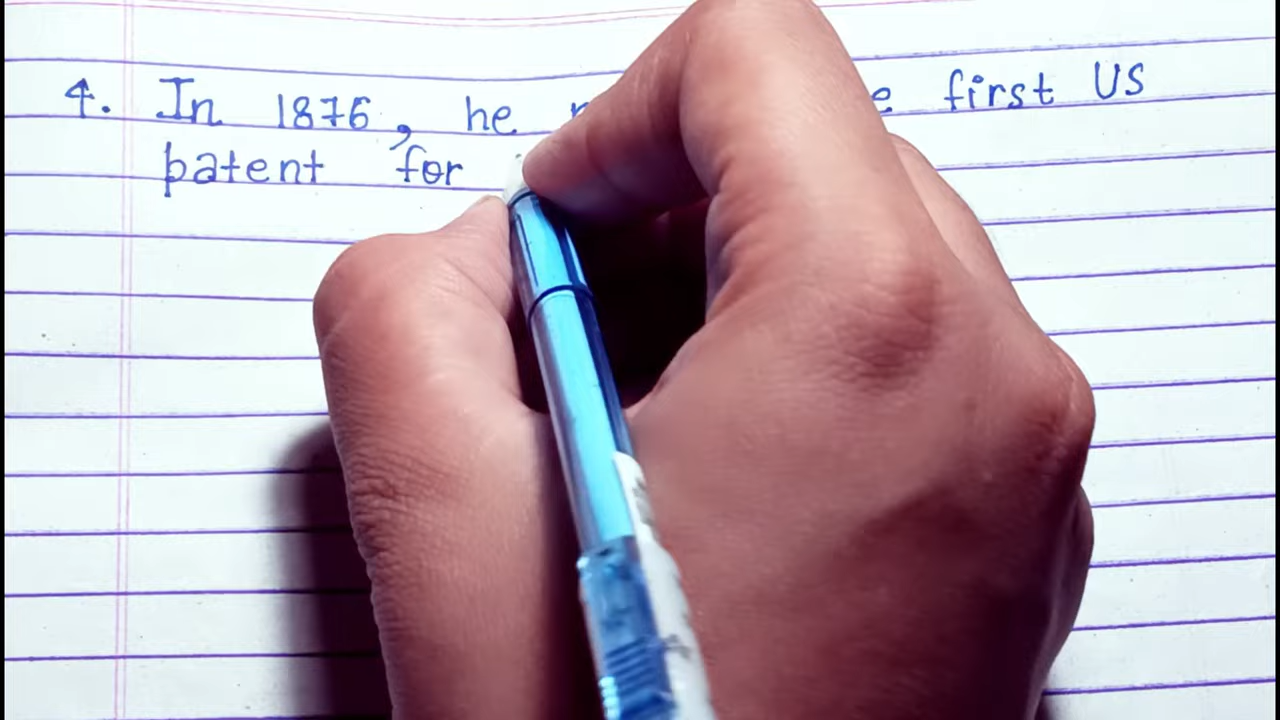 4. In 1876, he first US
patent for